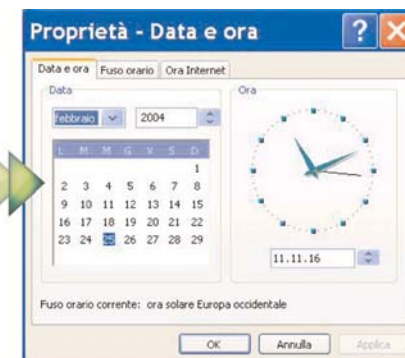 Proprietà - Data e ora
Data e ora Fuso orario Ora Internet
Data Ora
febbraio 2004
L M M G V S D
1
2 3 4 5 6 7 8
9 10 11 12 13 14 15
16 17 18 19 20 21 22
23 24 25 26 27 28 29
11.11.16
Fuso orario corrente: ora solare Europa occidentale
OK Annulla Applica